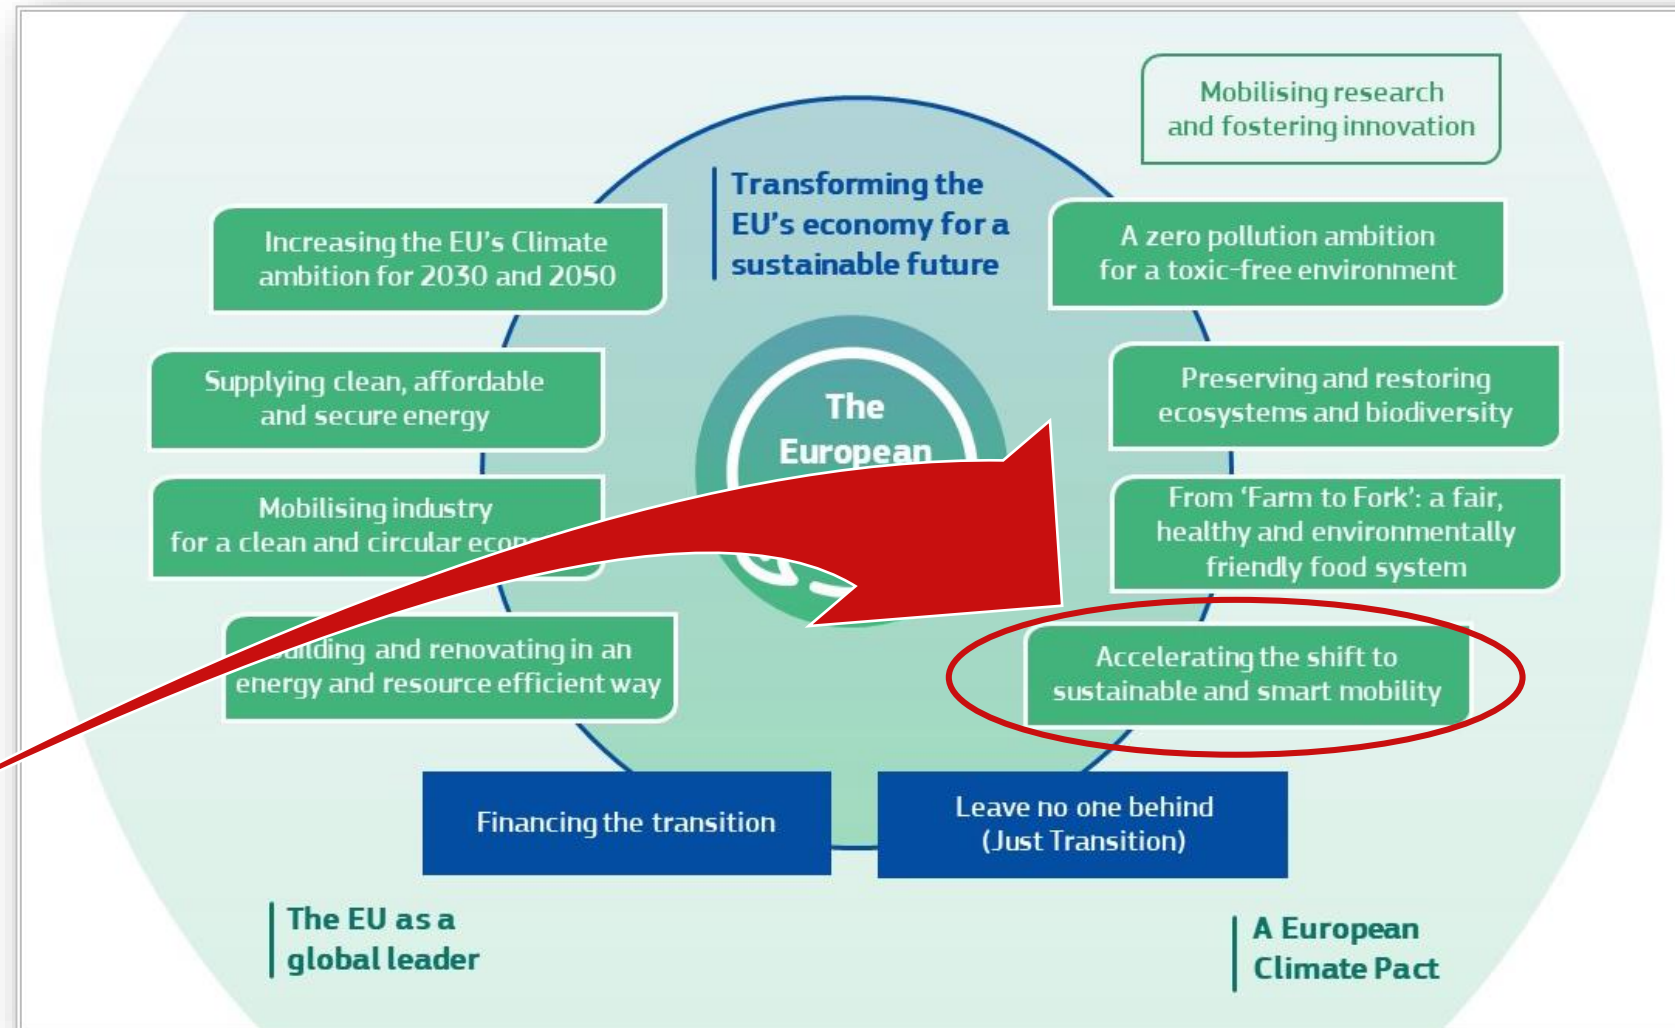 Mobilising research
and fostering innovation
Transforming the
EU's economy for a
sustainable future
Increasing the EU's Climate
ambition for 2030 and 2050
A zero pollution ambition
for a toxic-free environment
Supplying clean, affordable
and secure energy
The
European
Preserving and restoring
ecosystems and biodiversity
Mobilising industry
for a clean and circular
From ‘Farm to Fork’: a fair,
healthy and environmentally
friendly food system
and renovating in an
energy and resource efficient way
Accelerating the shift to
sustainable and smart mobility
Financing the transition
Leave no one behind
(Just Transition)
The EU as a
global leader
A European
Climate Pact